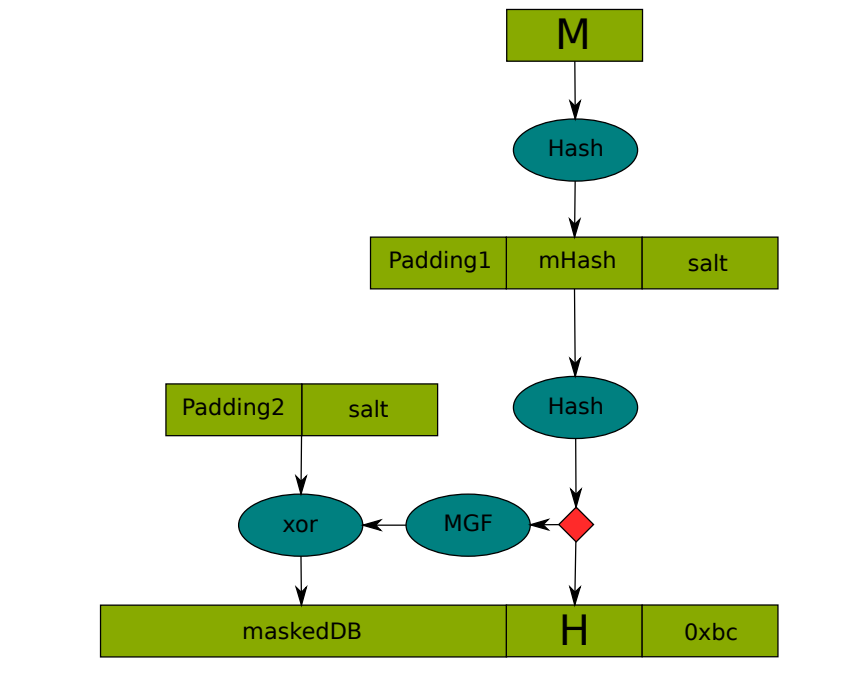 M
Hash
Padding1 mHash salt
Padding2 salt
Hash
xor MGF
maskedDB H 0xbc